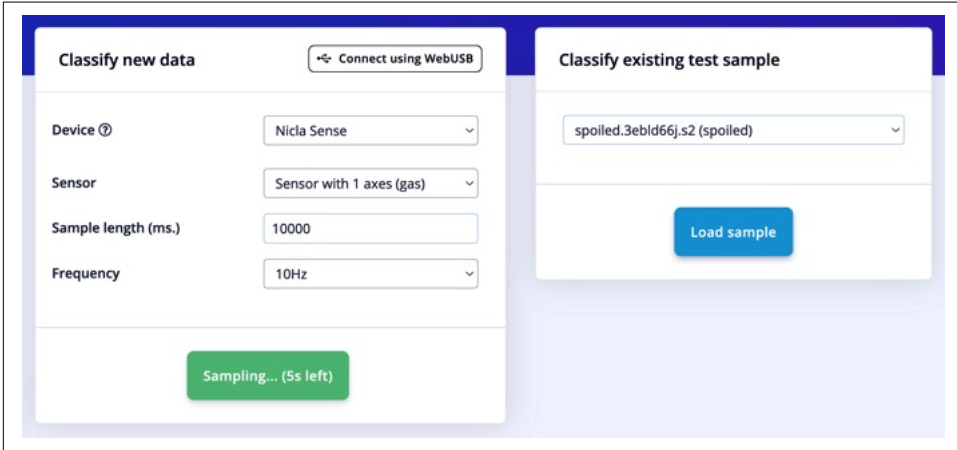 Classify new data
Connect using WebUSB
Device ?
Nicla Sense
Sensor
Sensor with 1 axes (gas)
Sample length (ms.)
10000
Frequency
10Hz
Sampling... (5s left)
Classify existing test sample
spoiled.3ebld66j.s2 (spoiled)
Load sample